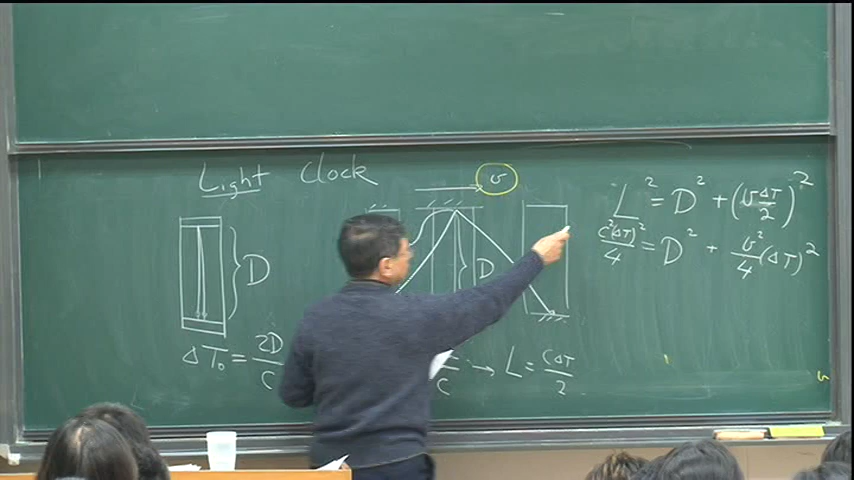 Light Clock
v
D
D
L² = D² + (vΔT/2)²
c²(ΔT)²/4 = D² + v²/4 (ΔT)²
ΔT₀ = 2D/C
C → L = CΔT/2